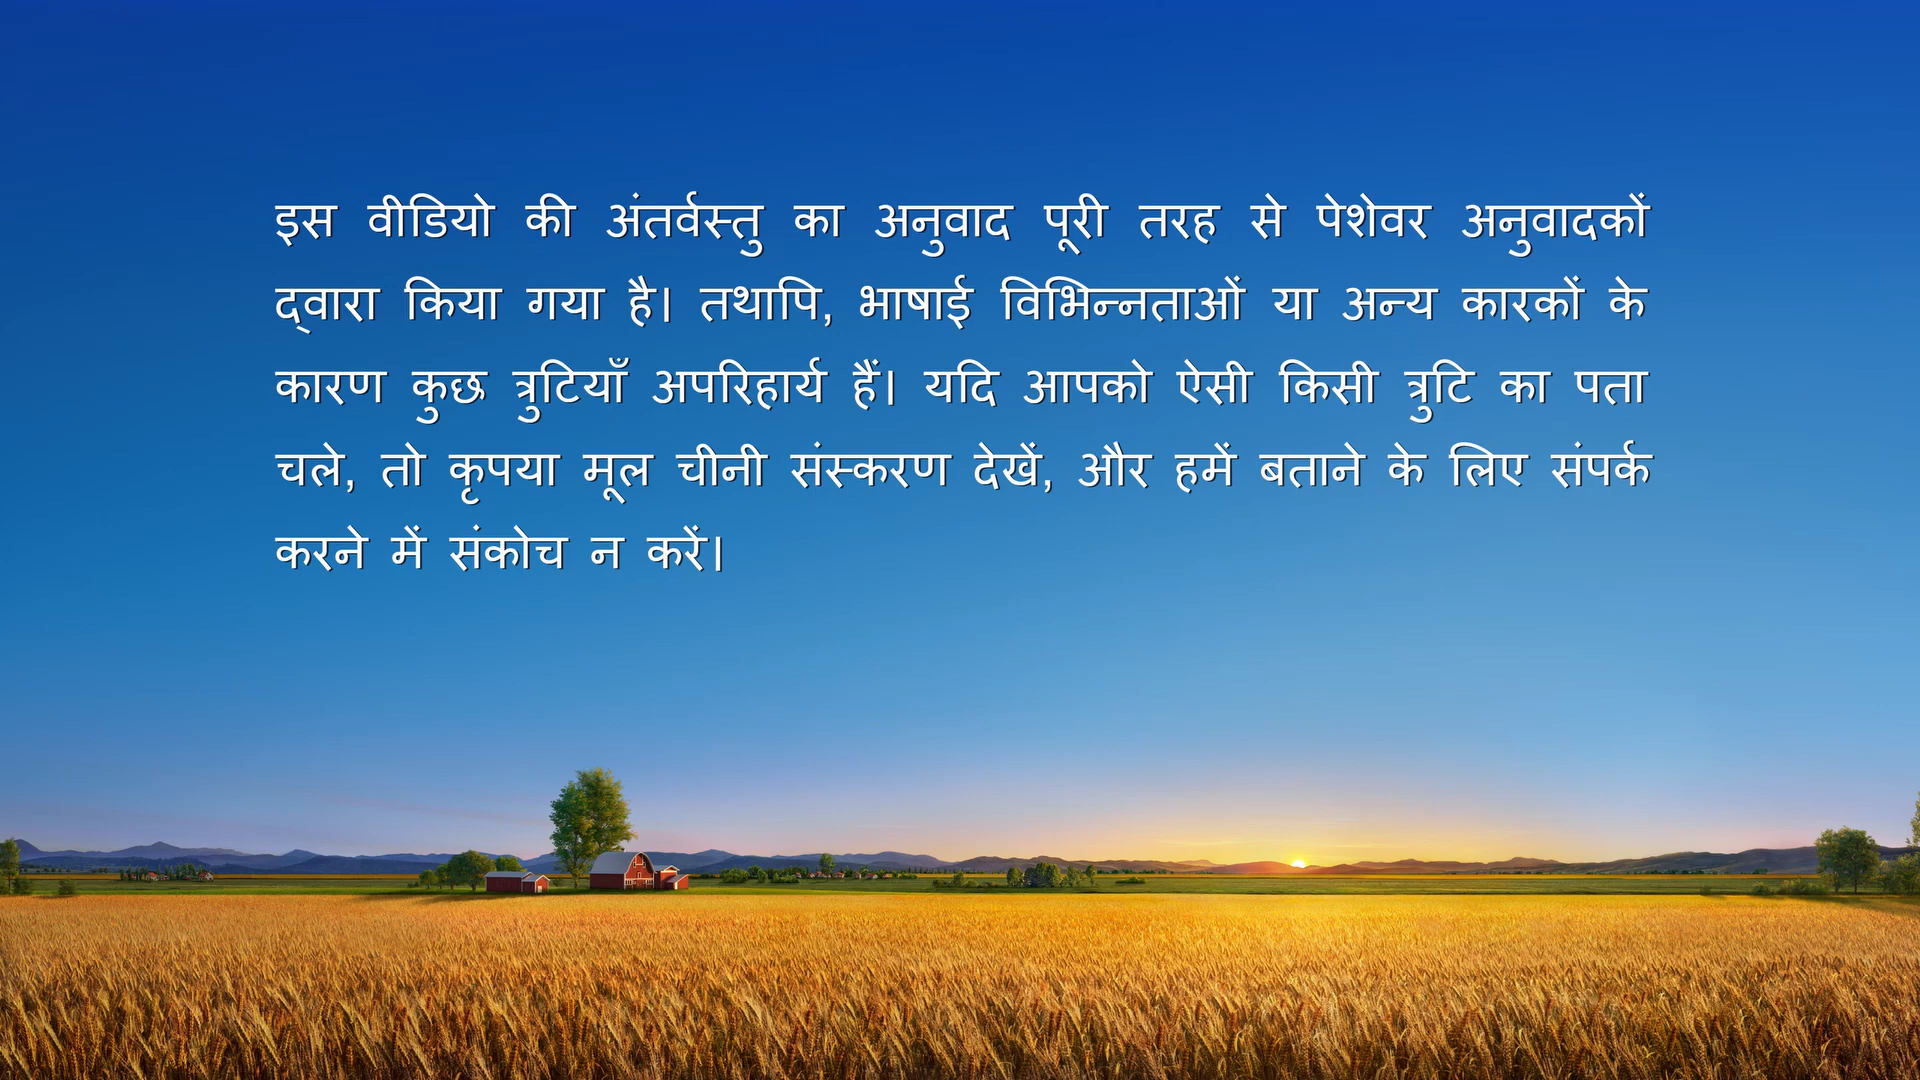 इस वीडियो की अंतर्वस्तु का अनुवाद पूरी तरह से पेशेवर अनुवादकों
द्वारा किया गया है। तथापि, भाषाई विभिन्नताओं या अन्य कारकों के
कारण कुछ त्रुटियाँ अपरिहार्य हैं। यदि आपको ऐसी किसी त्रुटि का पता
चले, तो कृपया मूल चीनी संस्करण देखें, और हमें बताने के लिए संपर्क
करने में संकोच न करें।